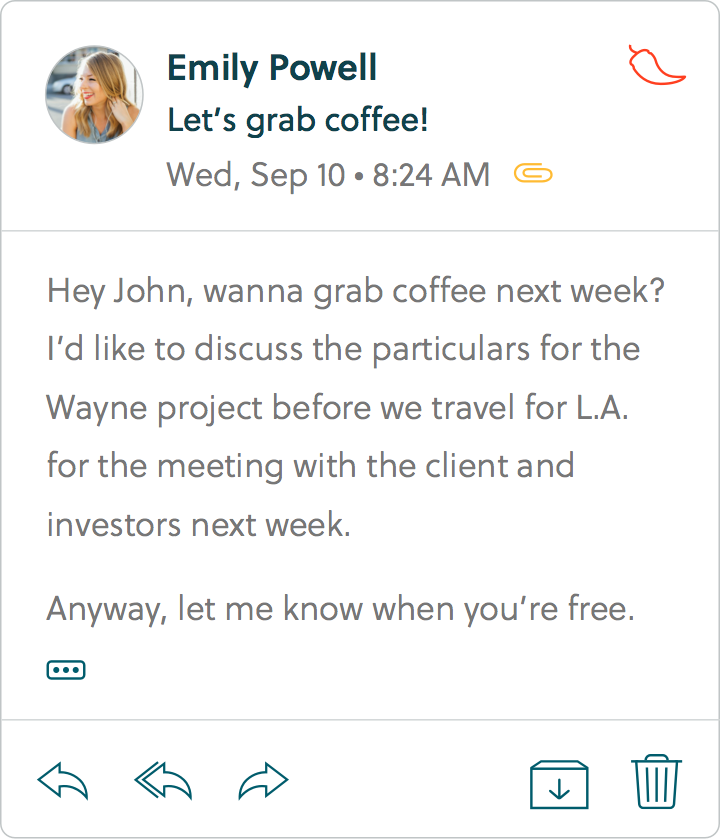 Emily Powell
Let’s grab coffee!
Wed, Sep 10 • 8:24 AM
Hey John, wanna grab coffee next week?
I’d like to discuss the particulars for the
Wayne project before we travel for L.A.
for the meeting with the client and
investors next week.
Anyway, let me know when you’re free.